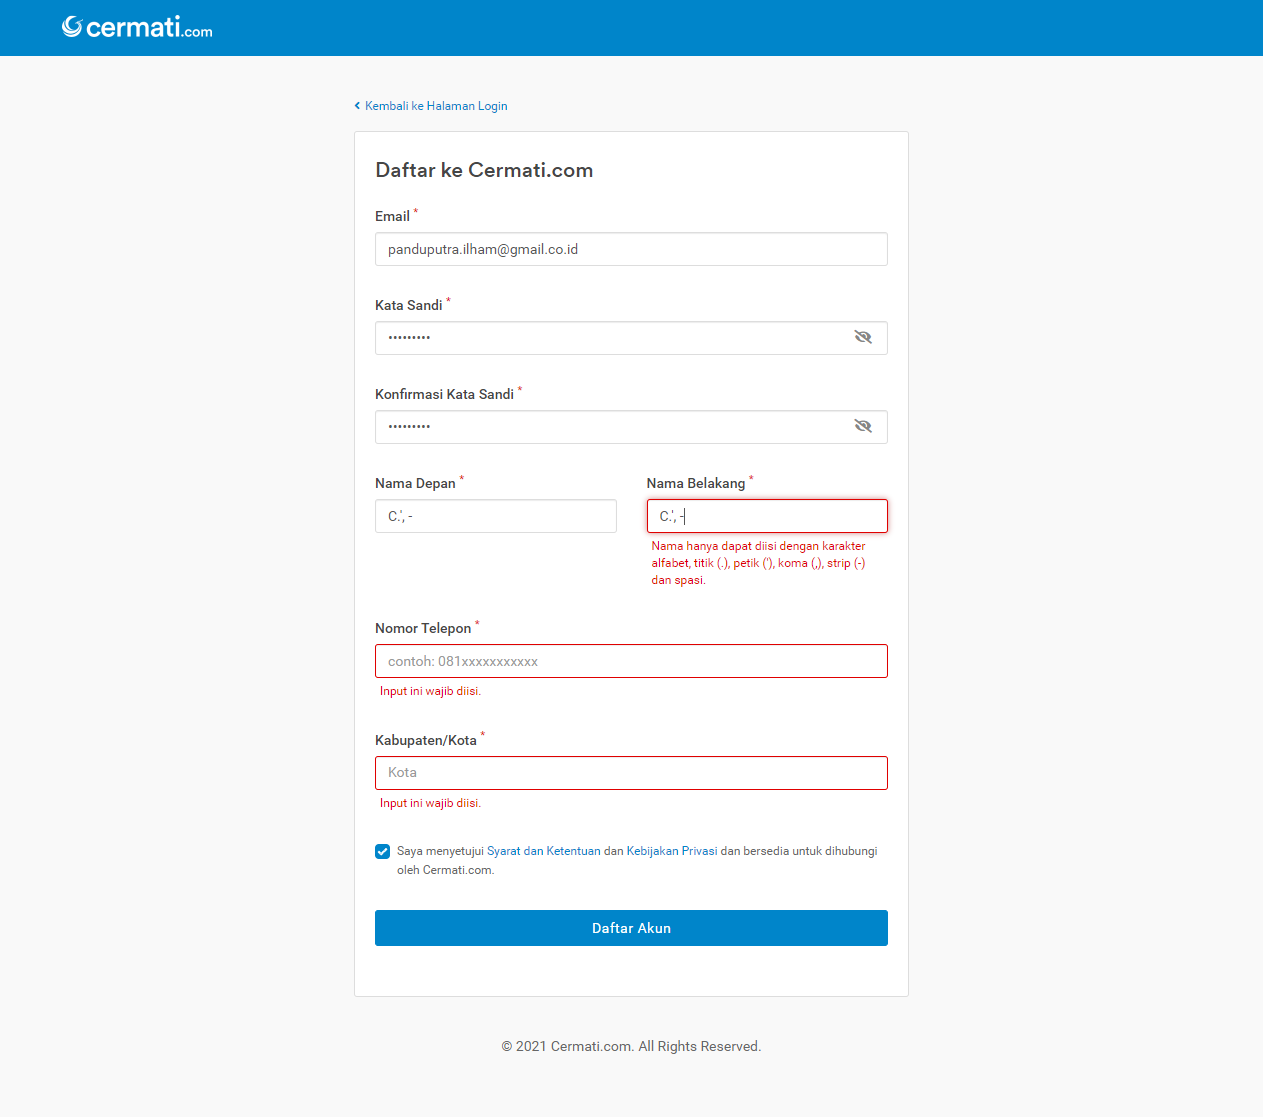 cermati.com
Kembali ke Halaman Login
Daftar ke Cermati.com
Email *
panduputra.ilham@gmail.co.id
Kata Sandi *
•••••••••
Konfirmasi Kata Sandi *
•••••••••
Nama Depan *
C.', -
Nama Belakang *
C.', -
Nama hanya dapat diisi dengan karakter
alfabet, titik (.), petik ('), koma (,), strip (-)
dan spasi.
Nomor Telepon *
contoh: 081xxxxxxxxxxx
Input ini wajib diisi.
Kabupaten/Kota *
Kota
Input ini wajib diisi.
Saya menyetujui Syarat dan Ketentuan dan Kebijakan Privasi dan bersedia untuk dihubungi
oleh Cermati.com.
Daftar Akun
© 2021 Cermati.com. All Rights Reserved.